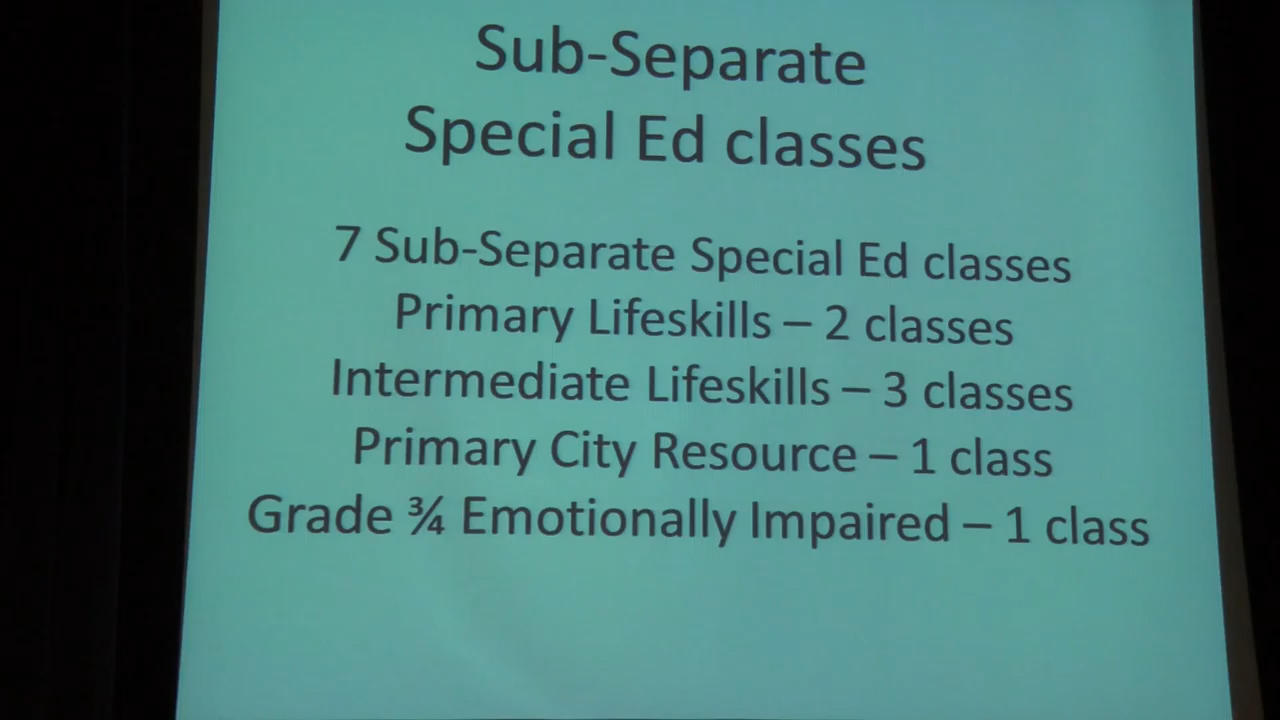 Sub-Separate
Special Ed classes
7 Sub-Separate Special Ed classes
Primary Lifeskills – 2 classes
Intermediate Lifeskills – 3 classes
Primary City Resource – 1 class
Grade ¾ Emotionally Impaired – 1 class